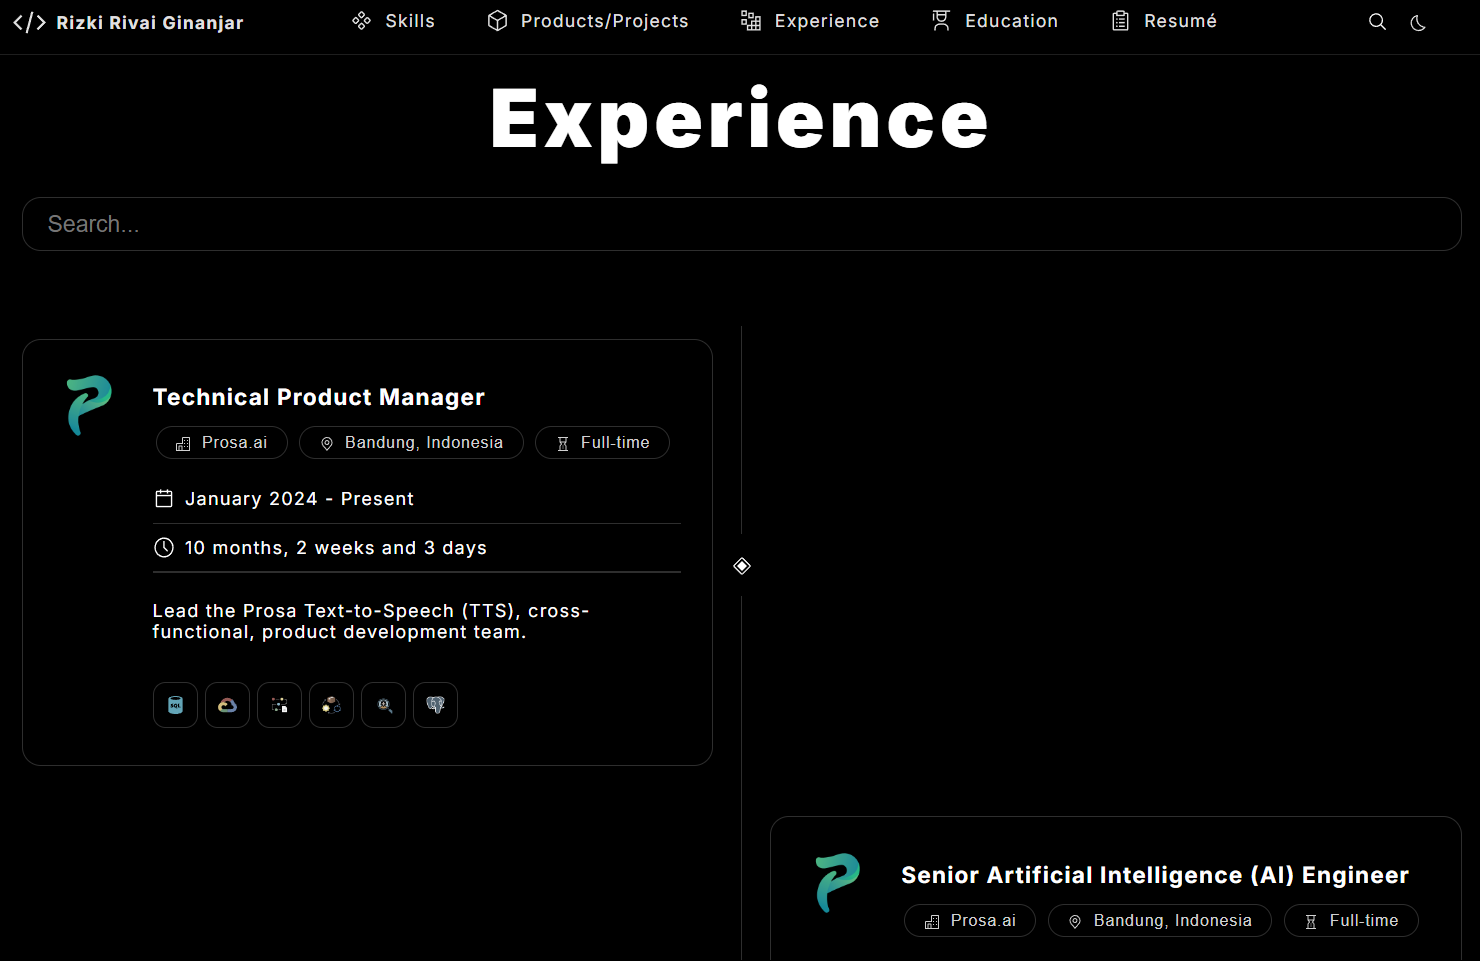 </> Rizki Rivai Ginanjar
Skills
Products/Projects
Experience
Education
Resumé
Experience
Search...
Technical Product Manager
Prosa.ai
Bandung, Indonesia
Full-time
January 2024 - Present
10 months, 2 weeks and 3 days
Lead the Prosa Text-to-Speech (TTS), cross-
functional, product development team.
SQL
Senior Artificial Intelligence (AI) Engineer
Prosa.ai
Bandung, Indonesia
Full-time